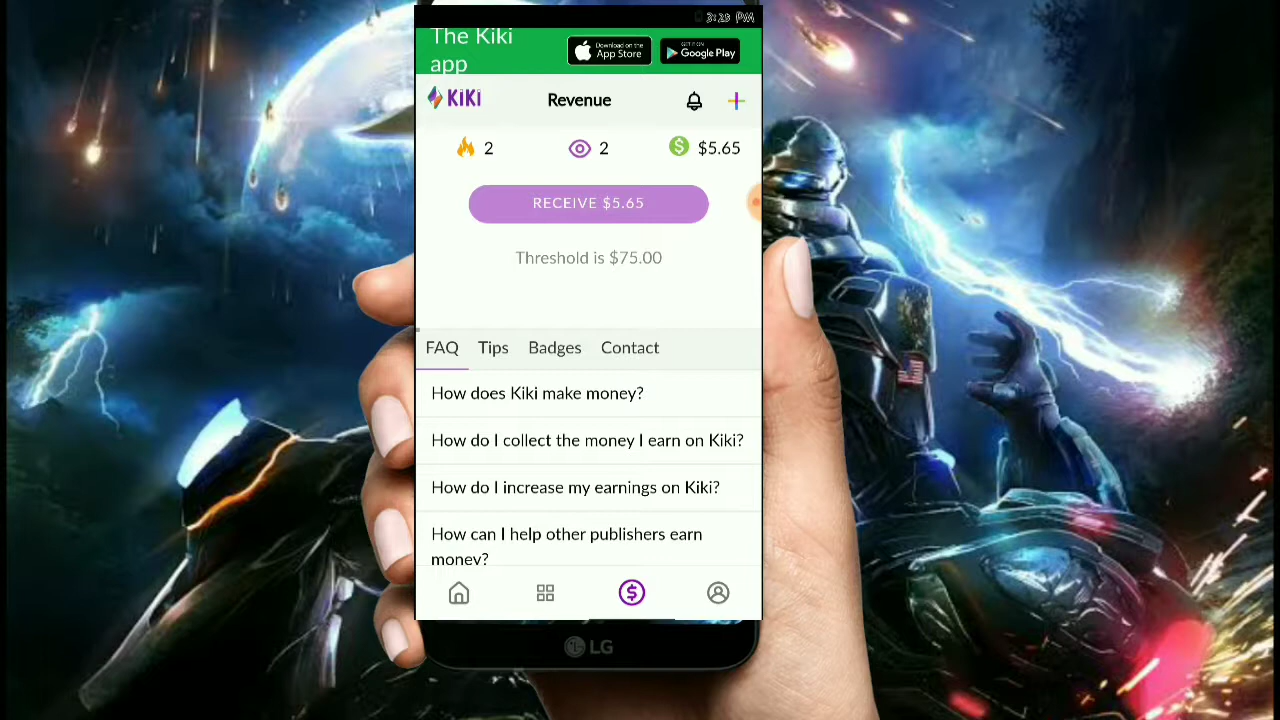 3:29 PM
The Kiki
app
Download on the
App Store
GET IT ON
Google Play
KiKi
Revenue
2
2
$5.65
RECEIVE $5.65
Threshold is $75.00
FAQ
Tips
Badges
Contact
How does Kiki make money?
How do I collect the money I earn on Kiki?
How do I increase my earnings on Kiki?
How can I help other publishers earn
money?
LG